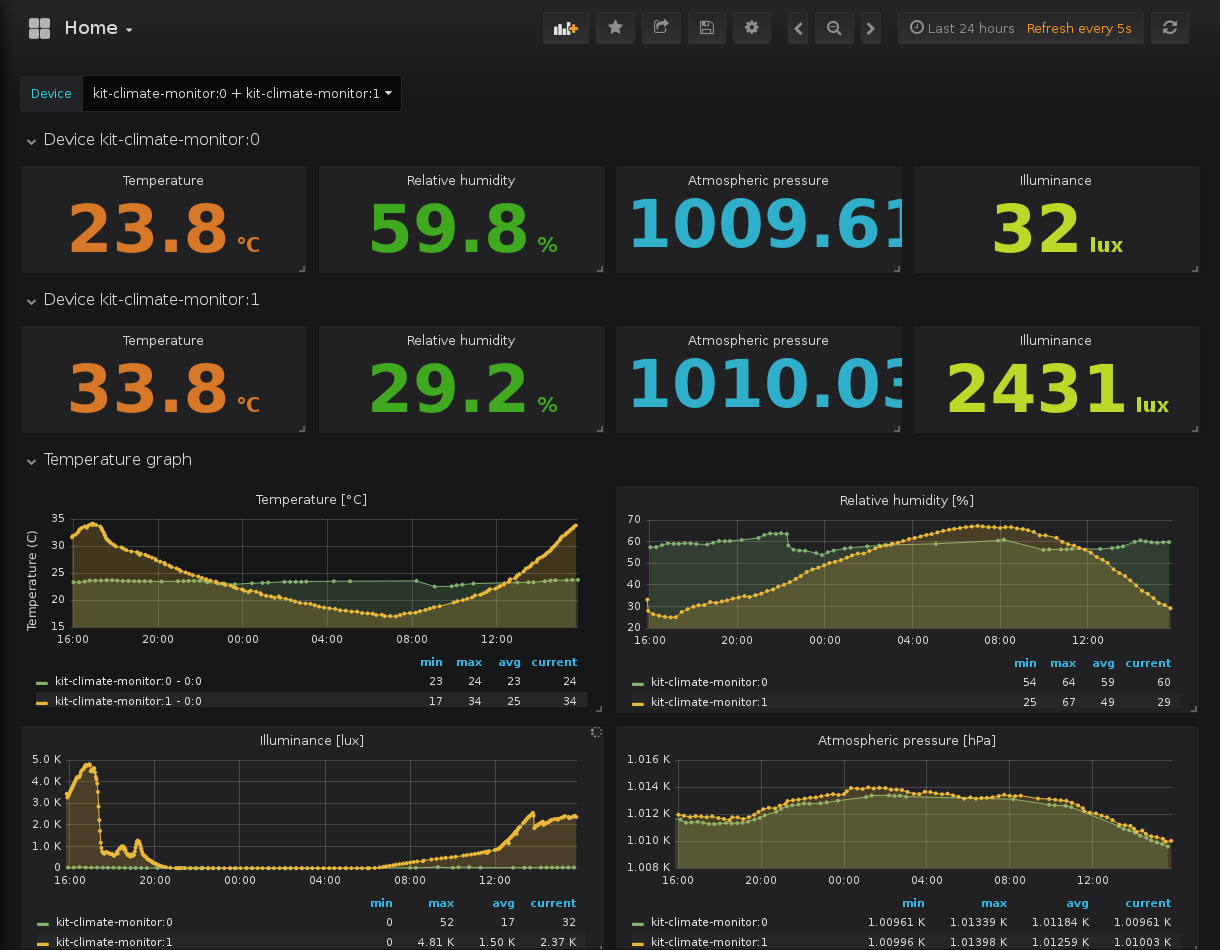 Home
Last 24 hours Refresh every 5s
Device kit-climate-monitor:0 + kit-climate-monitor:1
Device kit-climate-monitor:0
Temperature Relative humidity Atmospheric pressure Illuminance
23.8 °C 59.8 % 1009.61 32 lux
Device kit-climate-monitor:1
Temperature Relative humidity Atmospheric pressure Illuminance
33.8 °C 29.2 % 1010.03 2431 lux
Temperature graph
Temperature [°C]
Temperature (C)
35
30
25
20
15
16:00 20:00 00:00 04:00 08:00 12:00
min max avg current
kit-climate-monitor:0 - 0:0 23 24 23 24
kit-climate-monitor:1 - 0:0 17 34 25 34
Relative humidity [%]
70
60
50
40
30
20
16:00 20:00 00:00 04:00 08:00 12:00
min max avg current
kit-climate-monitor:0 54 64 59 60
kit-climate-monitor:1 25 67 49 29
Illuminance [lux]
5.0 K
4.0 K
3.0 K
2.0 K
1.0 K
0
16:00 20:00 00:00 04:00 08:00 12:00
min max avg current
kit-climate-monitor:0 0 52 17 32
kit-climate-monitor:1 0 4.81 K 1.50 K 2.37 K
Atmospheric pressure [hPa]
1.016 K
1.014 K
1.012 K
1.010 K
1.008 K
16:00 20:00 00:00 04:00 08:00 12:00
min max avg current
kit-climate-monitor:0 1.00961 K 1.01339 K 1.01184 K 1.00961 K
kit-climate-monitor:1 1.00996 K 1.01398 K 1.01259 K 1.01003 K